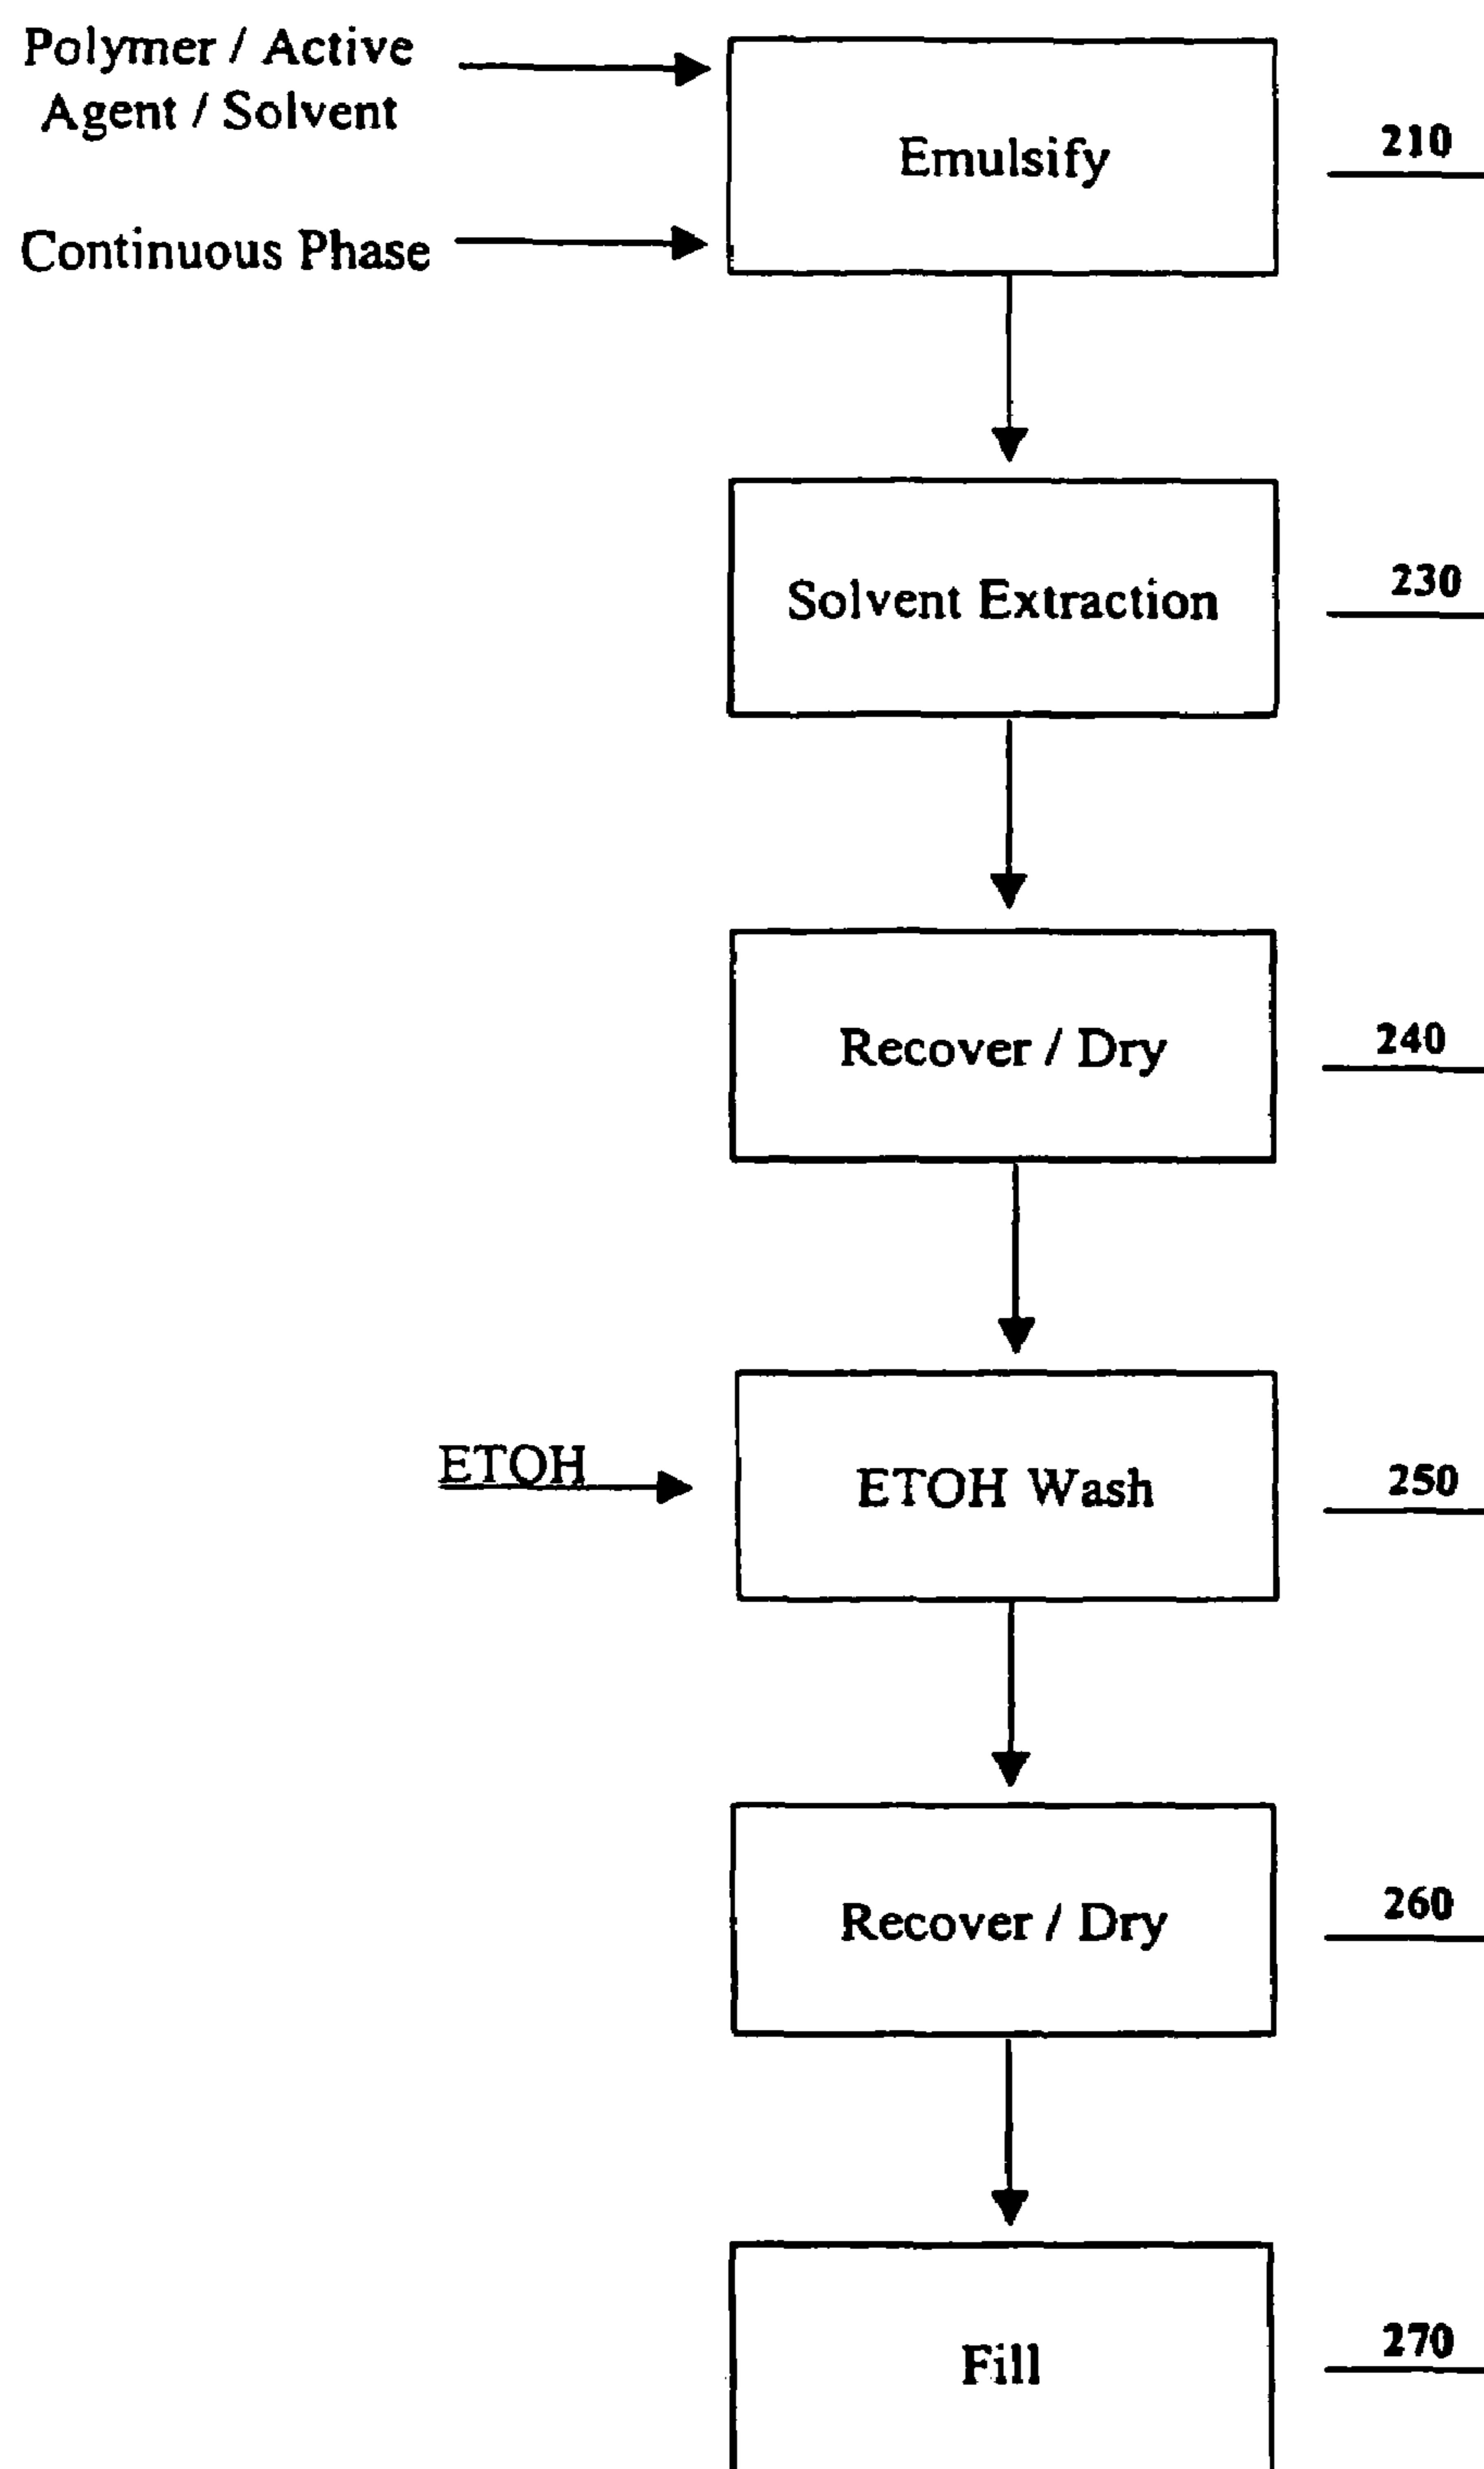 Polymer / Active
Agent / Solvent
Emulsify
210
Continuous Phase
Solvent Extraction
230
Recover / Dry
240
ETOH
ETOH Wash
250
Recover / Dry
260
Fill
270